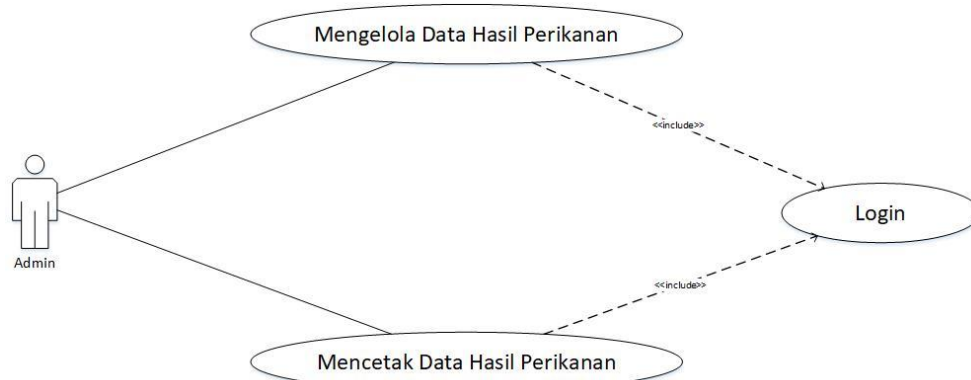 Mengelola Data Hasil Perikanan
<<include>>
Login
Admin
<<include>>
Mencetak Data Hasil Perikanan